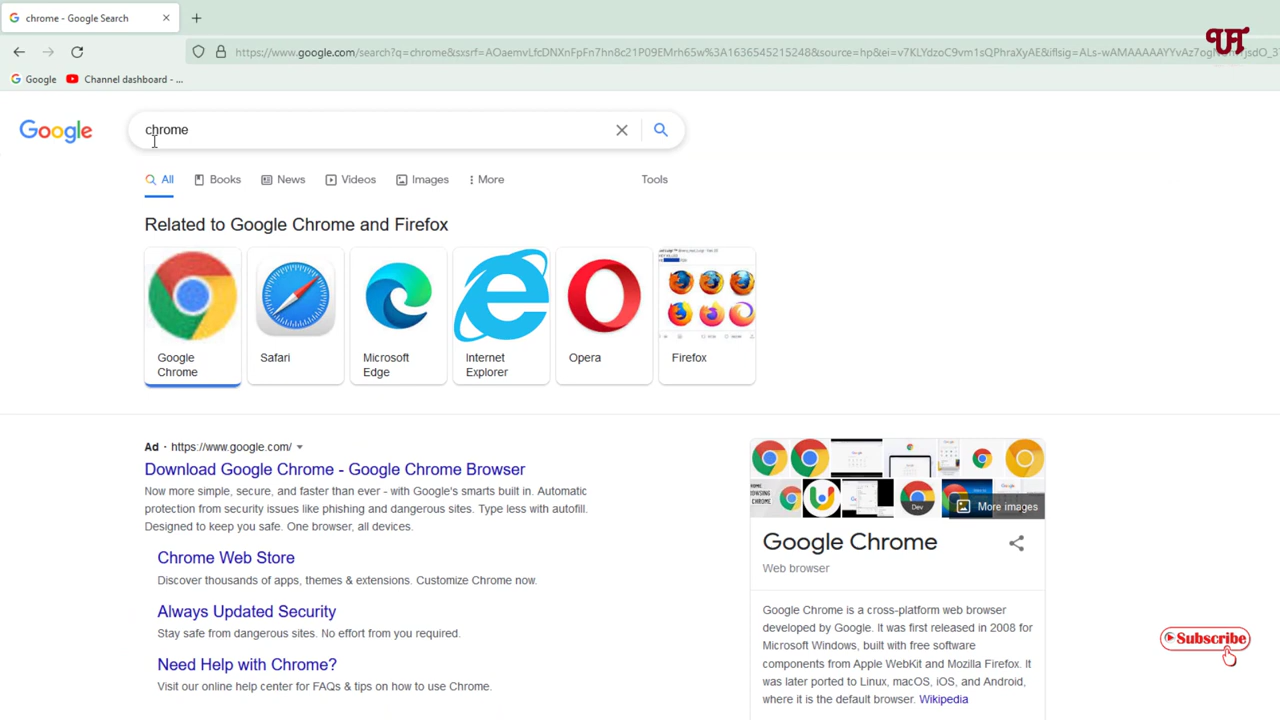 chrome - Google Search
UT
https://www.google.com/search?q=chrome&sxsrf=AOaemvLfcDNXnFpFn7hn8c21P09EMrh65w%3A1636545215248&source=hp&ei=v7KLYdzoC9vm1sQPhraXyAE&iflsig=ALs-wAMAAAAAYYvAz7
Google
Channel dashboard - ...
Google
chrome
All
Books
News
Videos
Images
More
Tools
Related to Google Chrome and Firefox
Google
Chrome
Safari
Microsoft
Edge
Internet
Explorer
Opera
Firefox
Ad · https://www.google.com/
Download Google Chrome - Google Chrome Browser
Now more simple, secure, and faster than ever - with Google's smarts built in. Automatic
protection from security issues like phishing and dangerous sites. Type less with autofill.
Designed to keep you safe. One browser, all devices.
Chrome Web Store
Discover thousands of apps, themes & extensions. Customize Chrome now.
Always Updated Security
Stay safe from dangerous sites. No effort from you required.
Need Help with Chrome?
Visit our online help center for FAQs & tips on how to use Chrome.
Dev
More images
Google Chrome
Web browser
Google Chrome is a cross-platform web browser
developed by Google. It was first released in 2008 for
Microsoft Windows, built with free software
components from Apple WebKit and Mozilla Firefox. It
was later ported to Linux, macOS, iOS, and Android,
where it is the default browser. Wikipedia
Subscribe